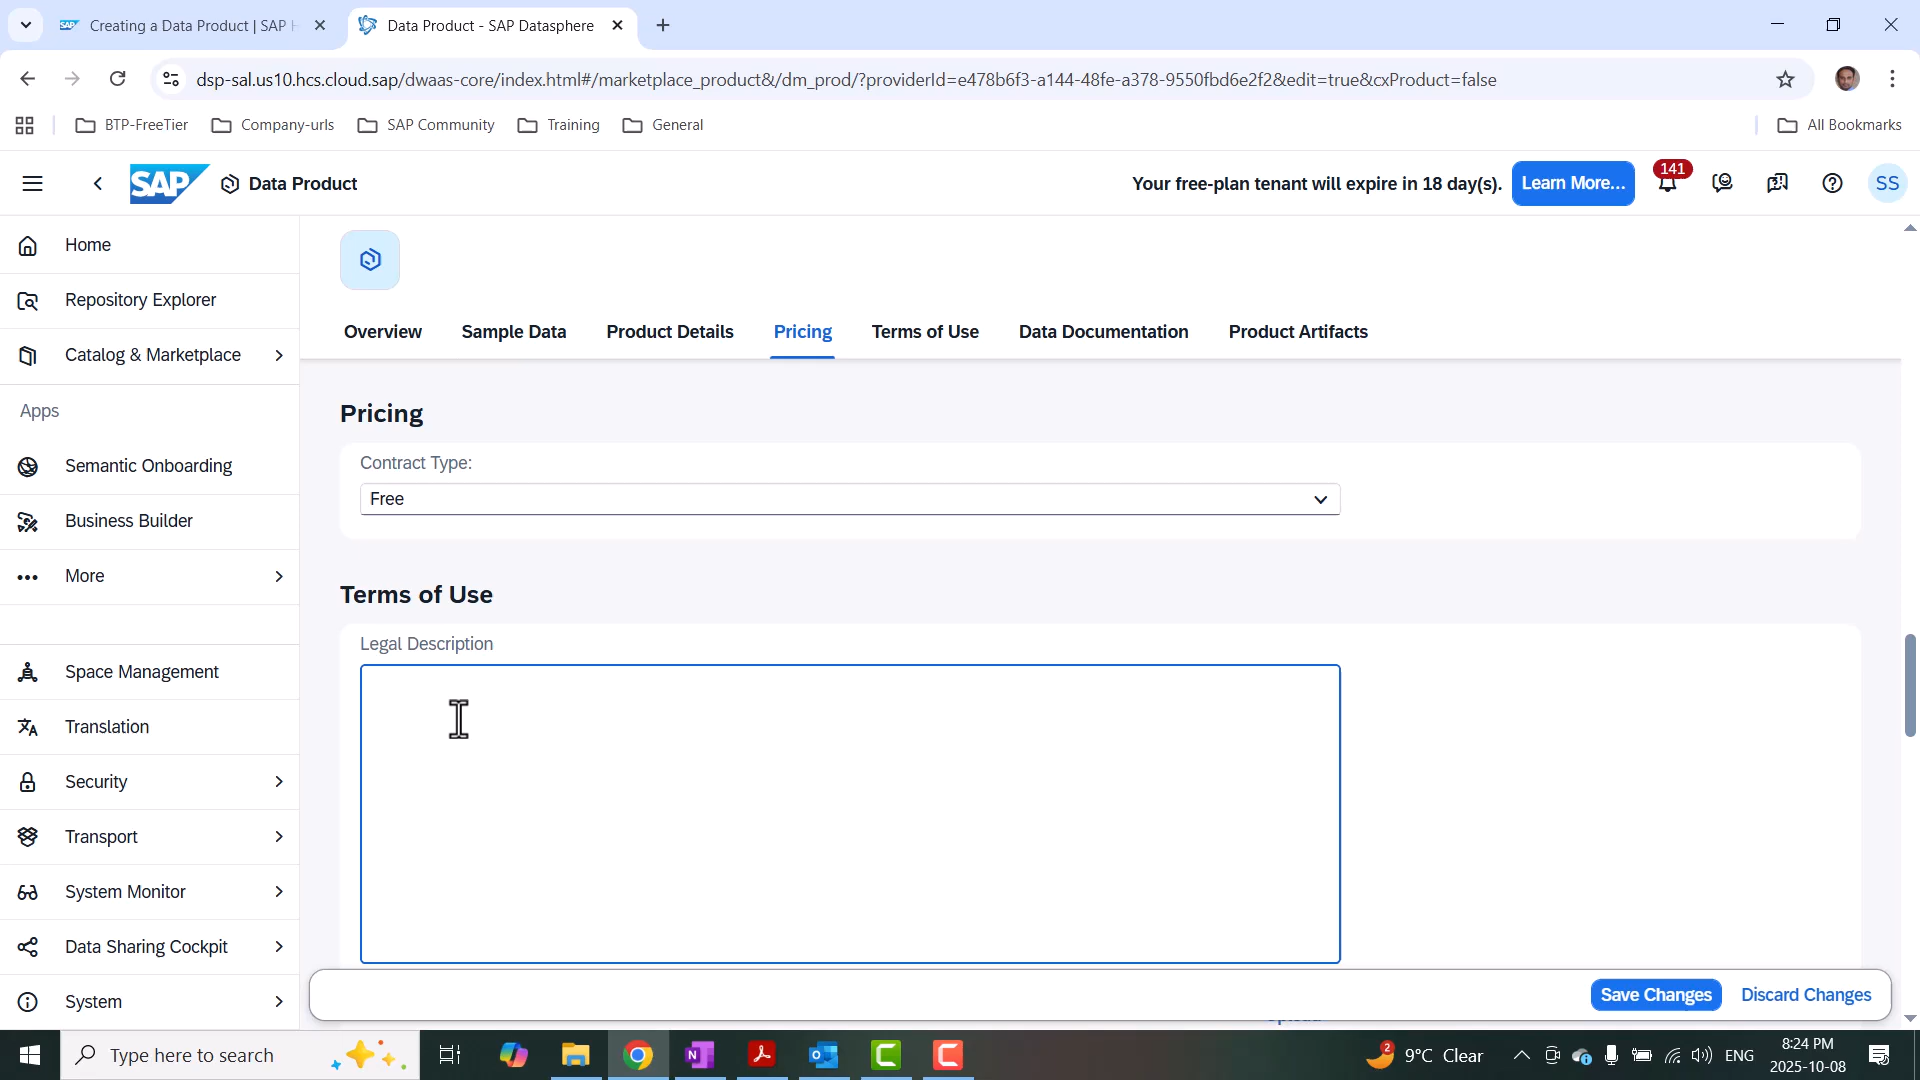 Creating a Data Product | SAP H
Data Product - SAP Datasphere
dsp-sal.us10.hcs.cloud.sap/dwaas-core/index.html#/marketplace_product&/dm_prod/?providerId=e478b6f3-a144-48fe-a378-9550fbd6e2f2&edit=true&cxProduct=false
BTP-FreeTier
Company-urls
SAP Community
Training
General
All Bookmarks
SAP
Data Product
Your free-plan tenant will expire in 18 day(s).
Learn More...
141
SS
Home
Repository Explorer
Catalog & Marketplace
Apps
Semantic Onboarding
Business Builder
More
Space Management
Translation
Security
Transport
System Monitor
Data Sharing Cockpit
System
Overview
Sample Data
Product Details
Pricing
Terms of Use
Data Documentation
Product Artifacts
Pricing
Contract Type:
Free
Terms of Use
Legal Description
Save Changes
Discard Changes
Type here to search
2
9°C Clear
ENG
8:24 PM
2025-10-08